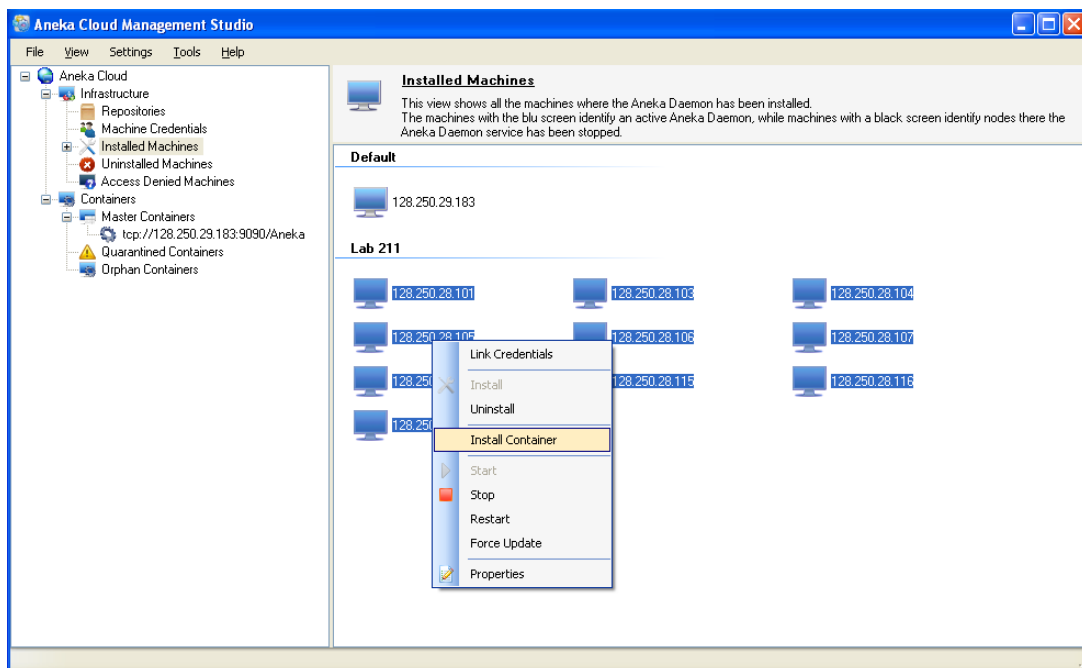 Aneka Cloud Management Studio
File View Settings Tools Help
Aneka Cloud
Infrastructure
Repositories
Machine Credentials
Installed Machines
Uninstalled Machines
Access Denied Machines
Containers
Master Containers
tcp://128.250.29.183:9090/Aneka
Quarantined Containers
Orphan Containers
Installed Machines
This view shows all the machines where the Aneka Daemon has been installed.
The machines with the blu screen identify an active Aneka Daemon, while machines with a black screen identify nodes there the
Aneka Daemon service has been stopped.
Default
128.250.29.183
Lab 211
128.250.28.101 128.250.28.103 128.250.28.104
128.250.28.105 128.250.28.106 128.250.28.107
128.250.28.115 128.250.28.116
Link Credentials
Install
Uninstall
Install Container
Start
Stop
Restart
Force Update
Properties